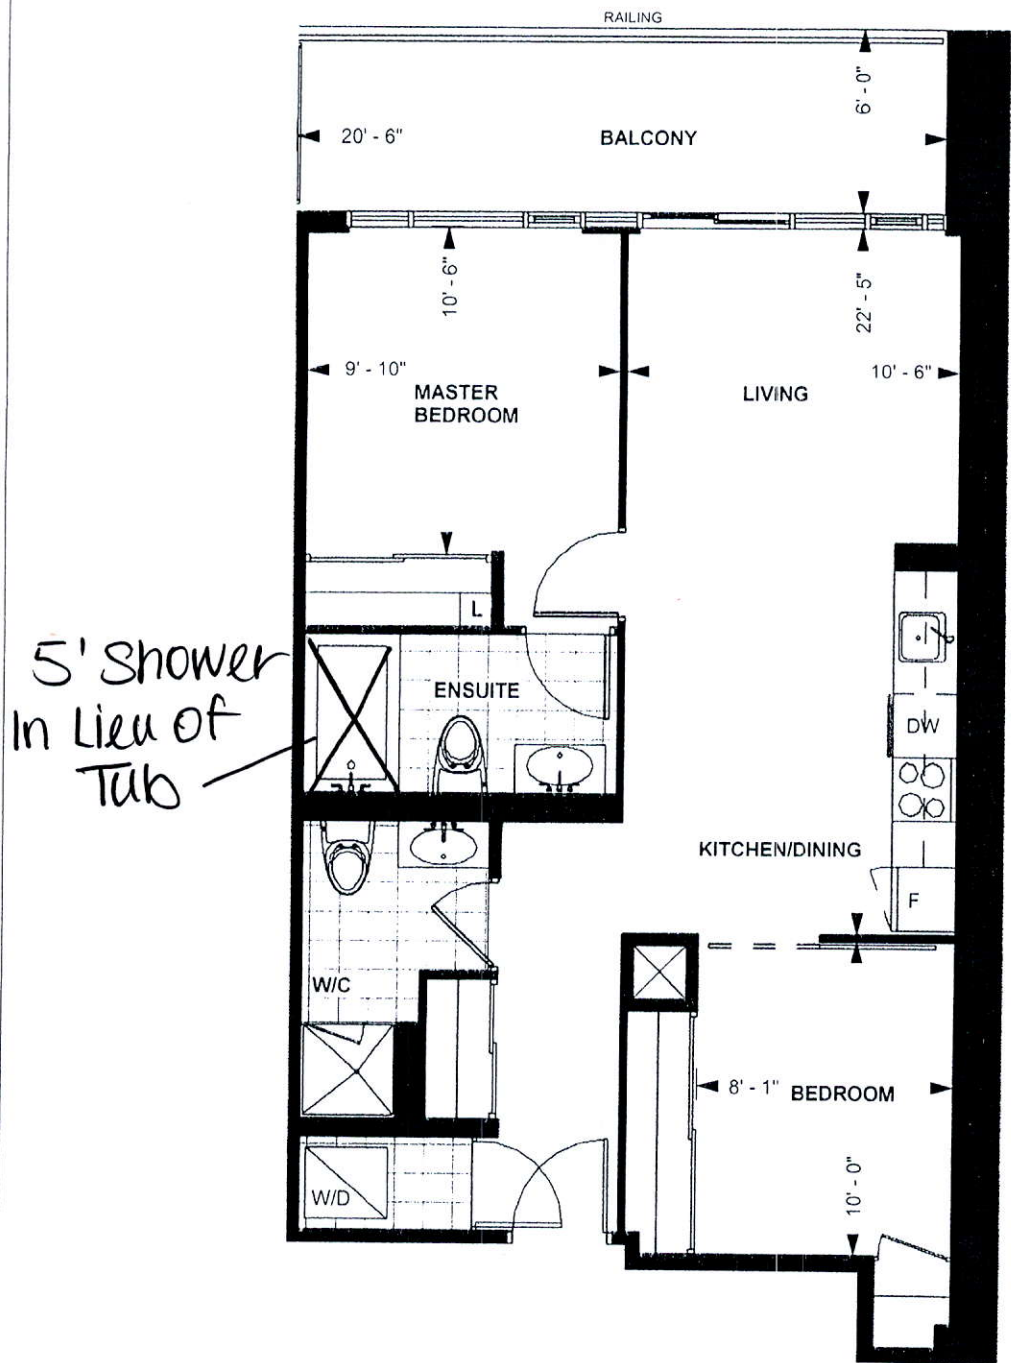 RAILING
6' - 0"
20' - 6"
BALCONY
10' - 6"
22' - 5"
9' - 10"
10' - 6"
MASTER
BEDROOM
LIVING
L
5' Shower
In Lieu Of
Tub
ENSUITE
DW
KITCHEN/DINING
F
W/C
8' - 1"
BEDROOM
10' - 0"
W/D